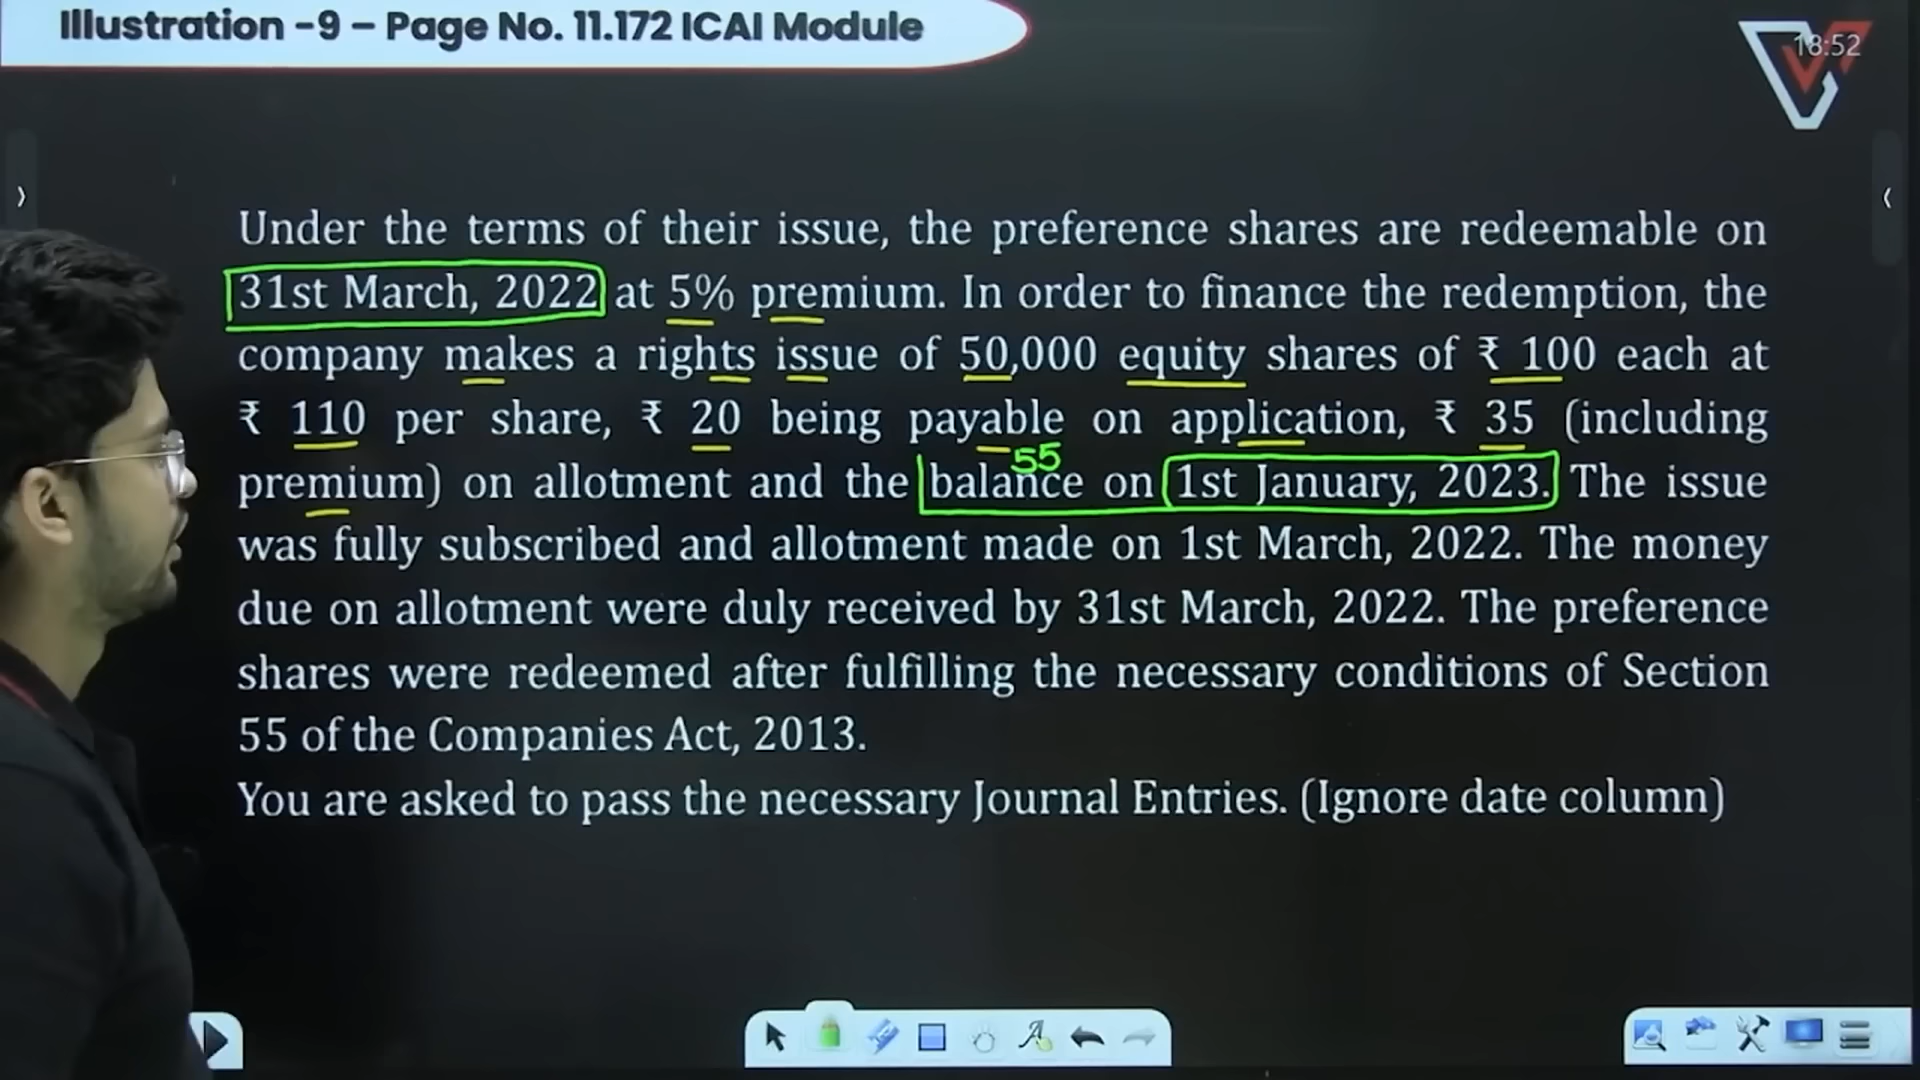 Illustration -9 – Page No. 11.172 ICAI Module
18:52
Under the terms of their issue, the preference shares are redeemable on
31st March, 2022 at 5% premium. In order to finance the redemption, the
company makes a rights issue of 50,000 equity shares of ₹ 100 each at
₹ 110 per share, ₹ 20 being payable on application, ₹ 35 (including
55
premium) on allotment and the balance on 1st January, 2023. The issue
was fully subscribed and allotment made on 1st March, 2022. The money
due on allotment were duly received by 31st March, 2022. The preference
shares were redeemed after fulfilling the necessary conditions of Section
55 of the Companies Act, 2013.
You are asked to pass the necessary Journal Entries. (Ignore date column)